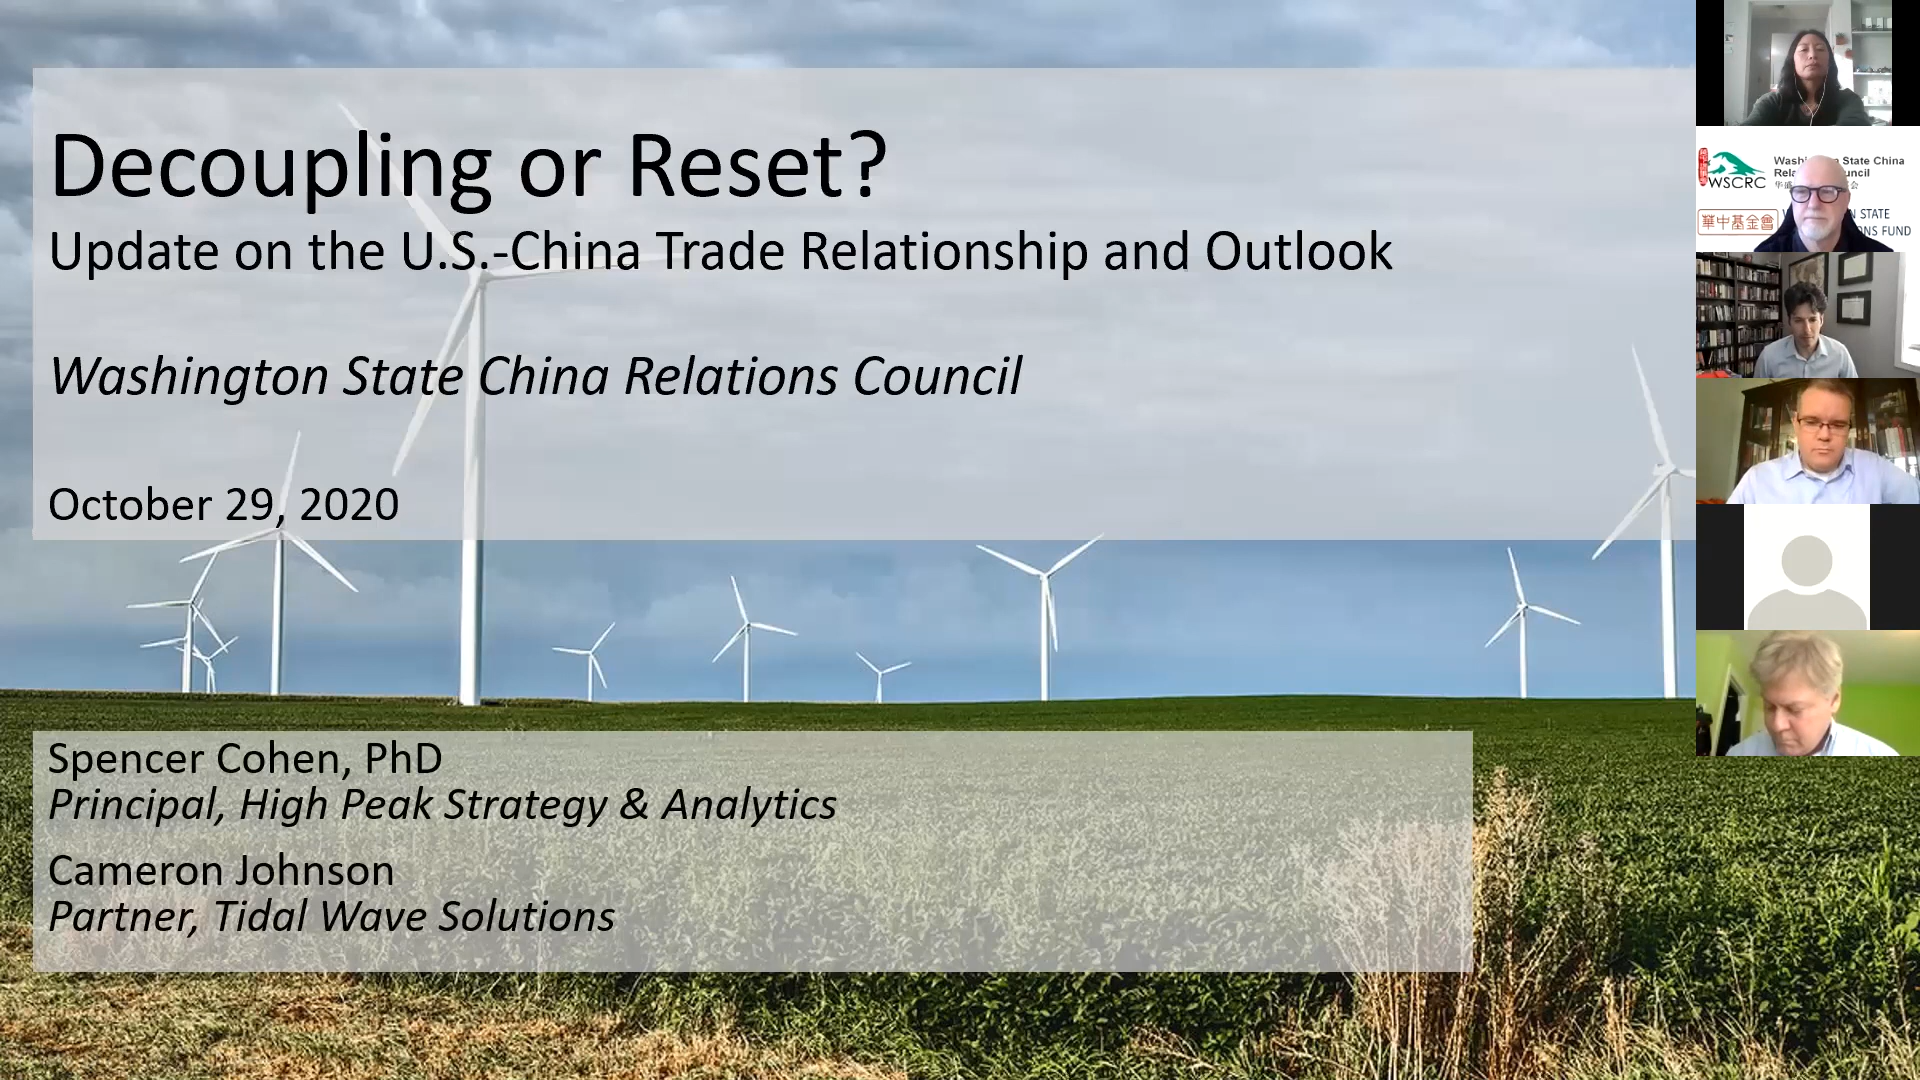 Decoupling or Reset?
Update on the U.S.-China Trade Relationship and Outlook
Washington State China Relations Council
October 29, 2020
Spencer Cohen, PhD
Principal, High Peak Strategy & Analytics
Cameron Johnson
Partner, Tidal Wave Solutions
State China
WSCRC
華中基金會
STATE
FUND